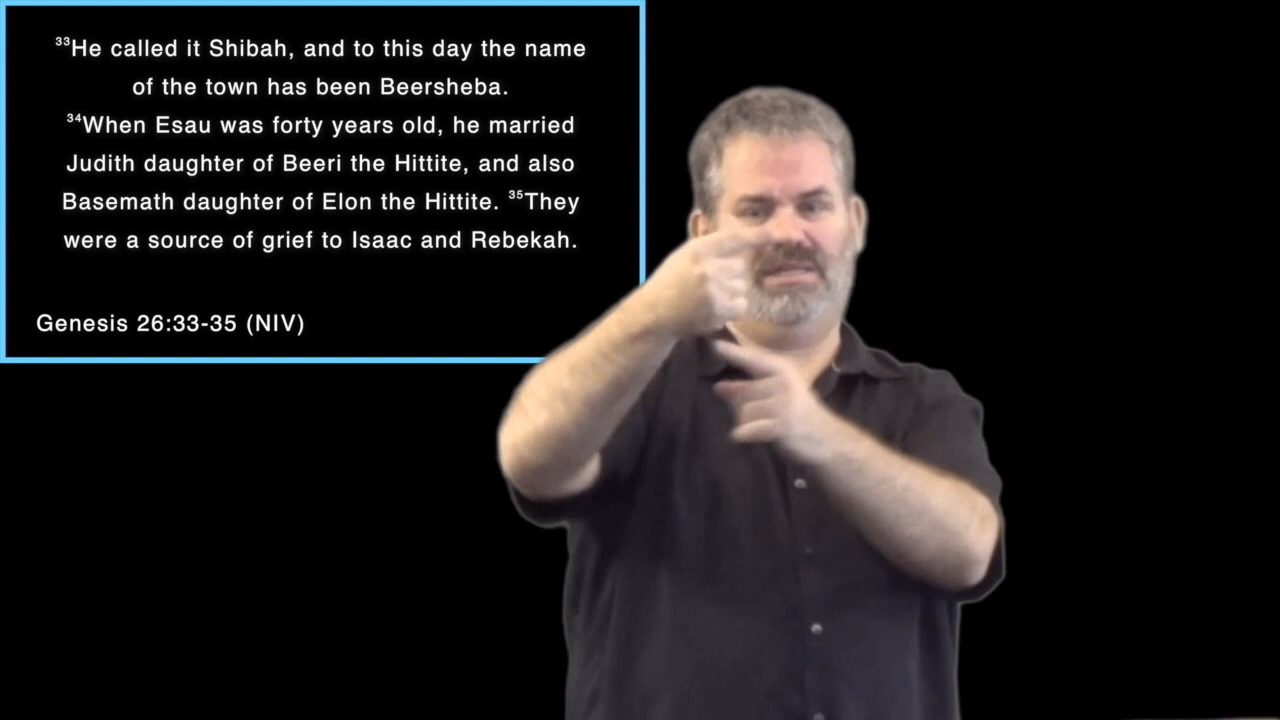 ³³He called it Shibah, and to this day the name
of the town has been Beersheba.
³⁴When Esau was forty years old, he married
Judith daughter of Beeri the Hittite, and also
Basemath daughter of Elon the Hittite. ³⁵They
were a source of grief to Isaac and Rebekah.
Genesis 26:33-35 (NIV)